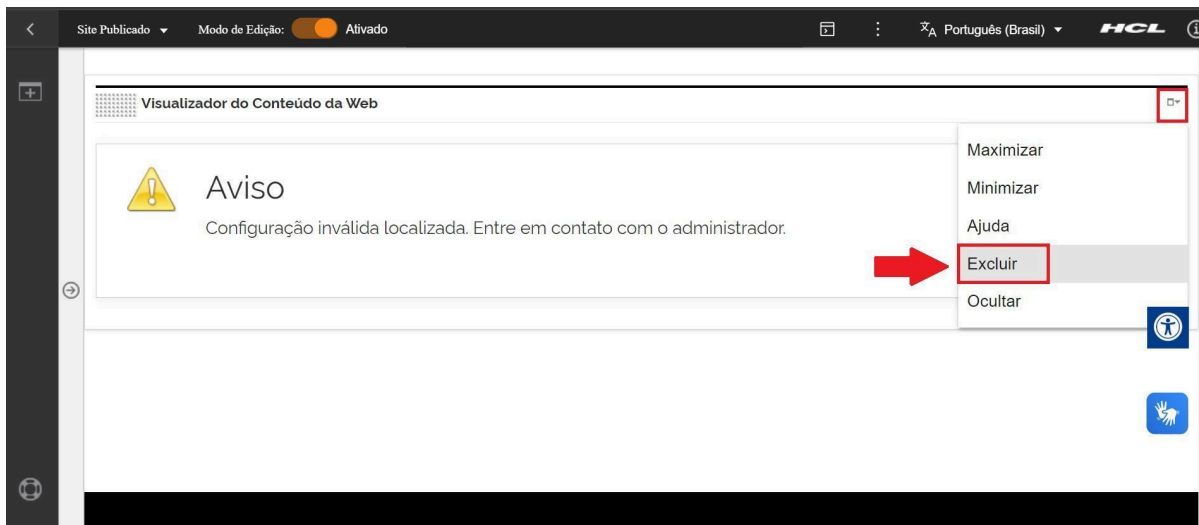 Site Publicado
Modo de Edição:
Ativado
Português (Brasil)
HCL
Visualizador do Conteúdo da Web
Maximizar
Minimizar
Ajuda
Excluir
Ocultar
Aviso
Configuração inválida localizada. Entre em contato com o administrador.